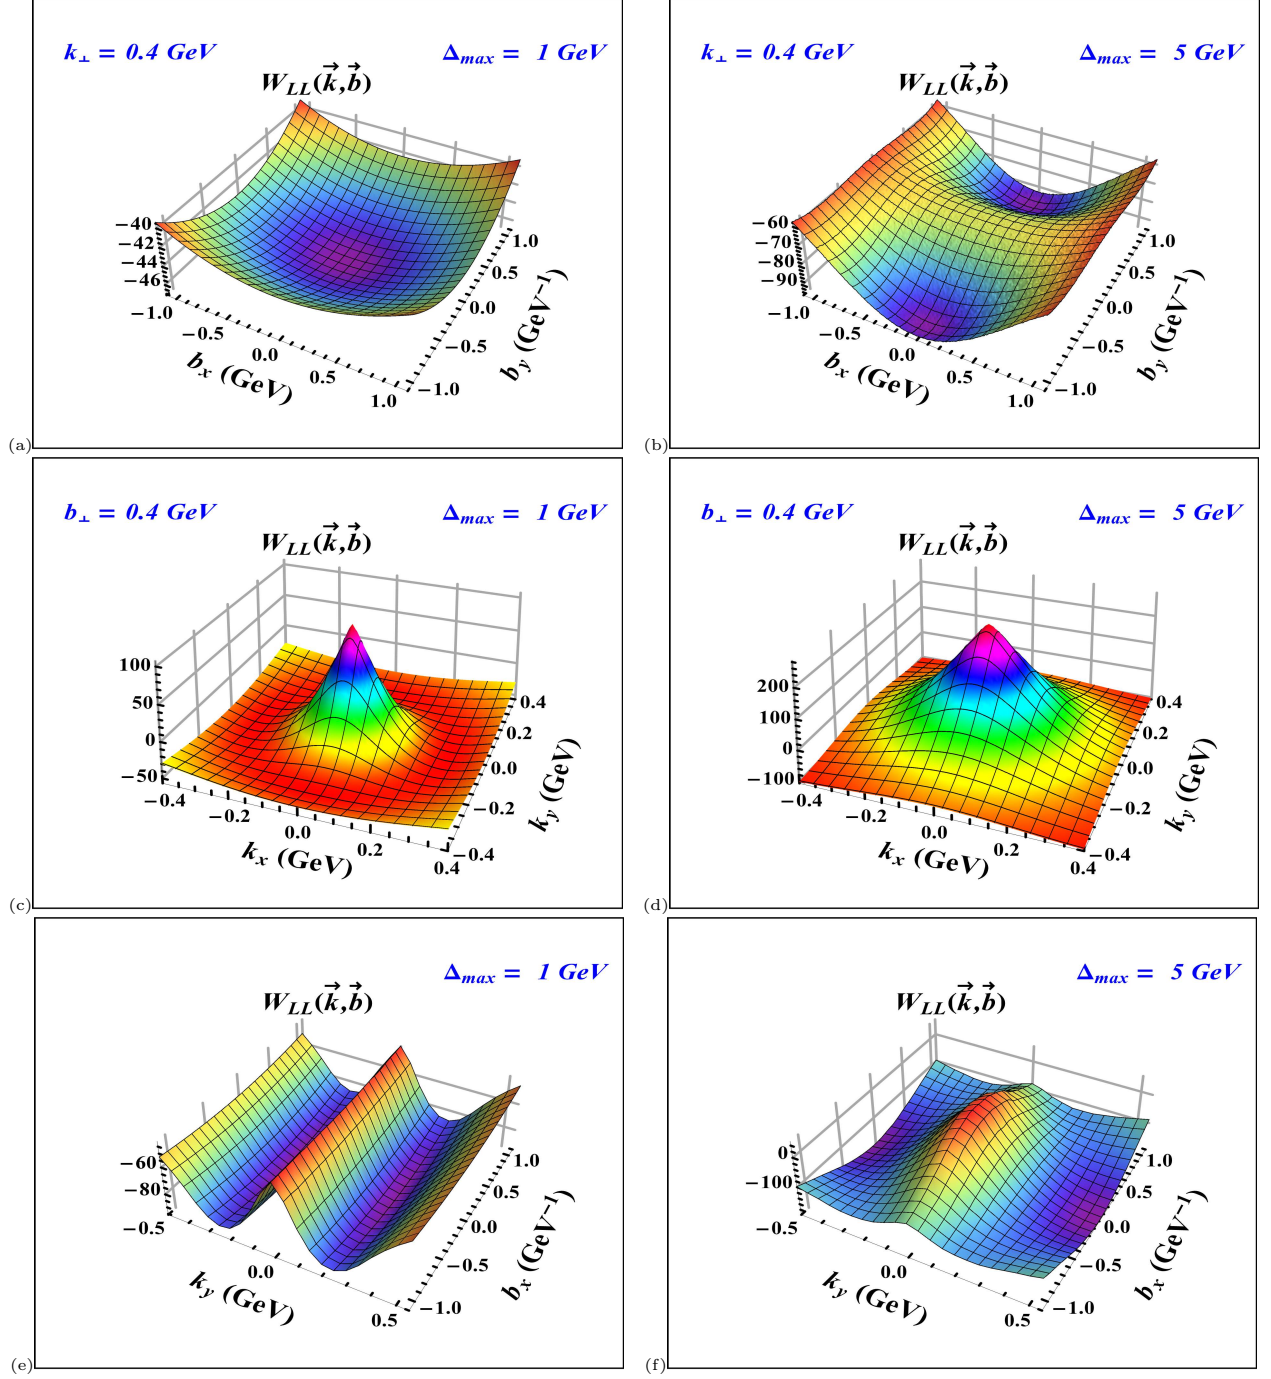 k⊥ = 0.4 GeV Δmax = 1 GeV
WLL(k⃗,b⃗)
−40
−42
−44
−46
−1.0
−0.5
0.0
0.5
1.0
bx (GeV)
1.0
0.5
0.0
−0.5
−1.0
by (GeV⁻¹)
(a)
k⊥ = 0.4 GeV Δmax = 5 GeV
WLL(k⃗,b⃗)
−60
−70
−80
−90
−1.0
−0.5
0.0
0.5
1.0
bx (GeV)
1.0
0.5
0.0
−0.5
−1.0
by (GeV⁻¹)
(b)
b⊥ = 0.4 GeV Δmax = 1 GeV
WLL(k⃗,b⃗)
100
50
0
−50
−0.4
−0.2
0.0
0.2
0.4
kx (GeV)
0.4
0.2
0.0
−0.2
−0.4
ky (GeV)
(c)
b⊥ = 0.4 GeV Δmax = 5 GeV
WLL(k⃗,b⃗)
200
100
0
−100
−0.4
−0.2
0.0
0.2
0.4
kx (GeV)
0.4
0.2
0.0
−0.2
−0.4
ky (GeV)
(d)
Δmax = 1 GeV
WLL(k⃗,b⃗)
−60
−80
−0.5
0.0
0.5
ky (GeV)
1.0
0.5
0.0
−0.5
−1.0
bx (GeV⁻¹)
(e)
Δmax = 5 GeV
WLL(k⃗,b⃗)
0
−100
−0.5
0.0
0.5
ky (GeV)
1.0
0.5
0.0
−0.5
−1.0
bx (GeV⁻¹)
(f)